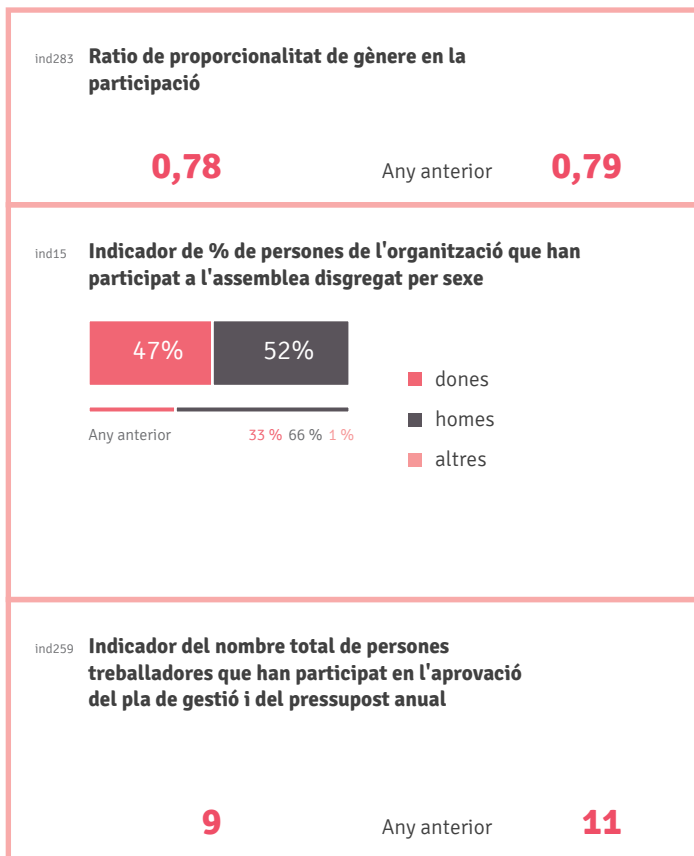 ind283 Ratio de proporcionalitat de gènere en la
participació
0,78 Any anterior 0,79
ind15 Indicador de % de persones de l'organització que han
participat a l'assemblea disgregat per sexe
47% 52%
dones
homes
altres
Any anterior 33 % 66 % 1 %
ind259 Indicador del nombre total de persones
treballadores que han participat en l'aprovació
del pla de gestió i del pressupost anual
9 Any anterior 11